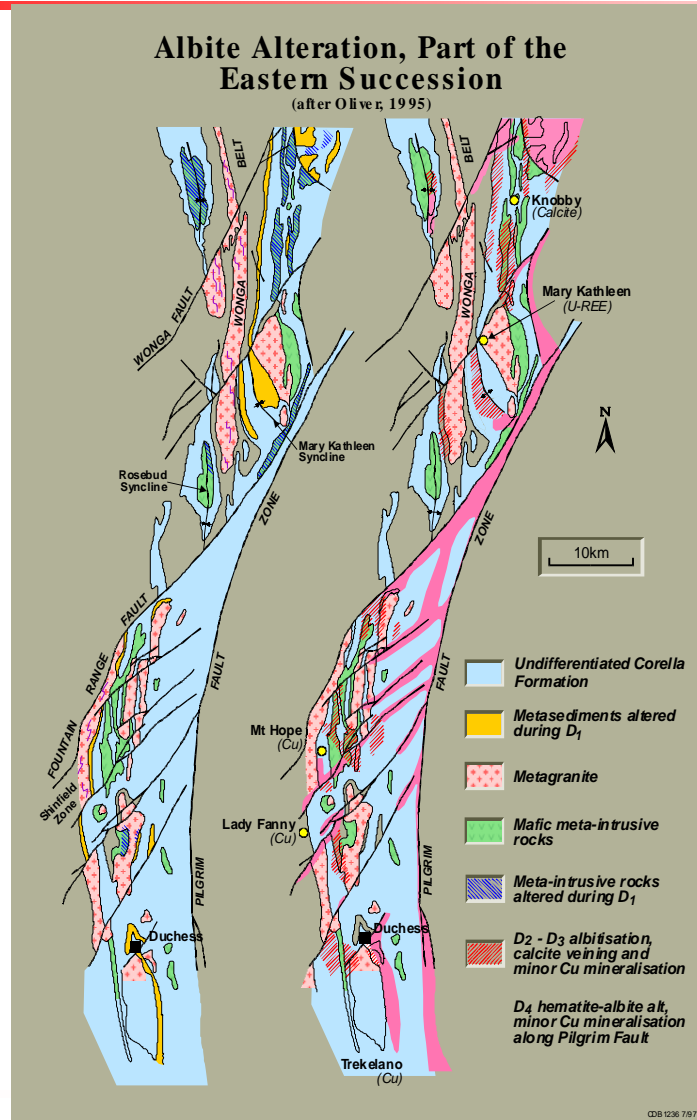 Albite Alteration, Part of the
Eastern Succession
(after Oliver, 1995)
BELT
BELT
Knobby
(Calcite)
WONGA FAULT
WONGA
WONGA
Mary Kathleen
(U-REE)
Mary Kathleen
Syncline
Rosebud
Syncline
N
ZONE
ZONE
10km
FOUNTAIN RANGE FAULT
FAULT
FAULT
Undifferentiated Corella
Formation
Metasediments altered
during D1
Mt Hope
(Cu)
Metagranite
Shinfield
Zone
Lady Fanny
(Cu)
Mafic meta-intrusive
rocks
PILGRIM
PILGRIM
Meta-intrusive rocks
altered during D1
Duchess
Duchess
D2 - D3 albitisation,
calcite veining and
minor Cu mineralisation
D4 hematite-albite alt,
minor Cu mineralisation
along Pilgrim Fault
Trekelano
(Cu)
CDB1236 7/97